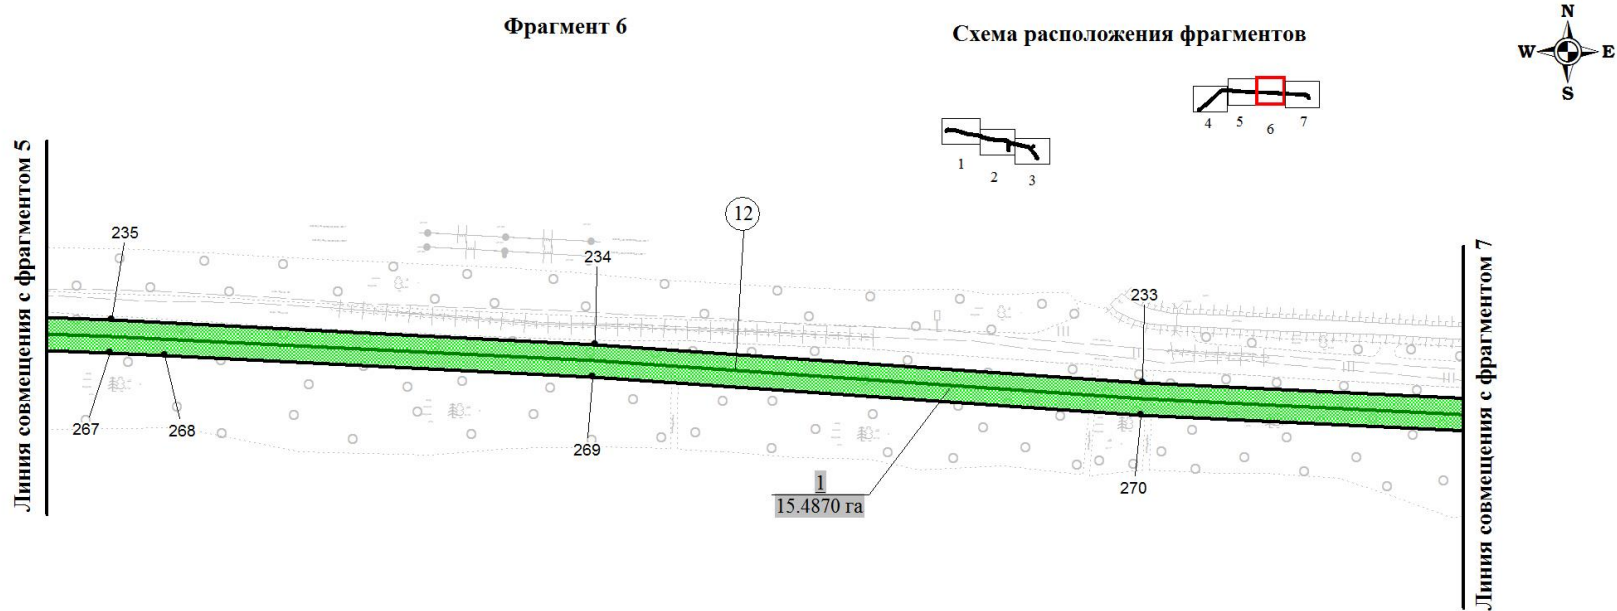 Фрагмент 6
Схема расположения фрагментов
N
W E
S
4 5 6 7
1 2 3
Линия совмещения с фрагментом 5
Линия совмещения с фрагментом 7
12
235
234
233
267
268
269
270
1
15.4870 га